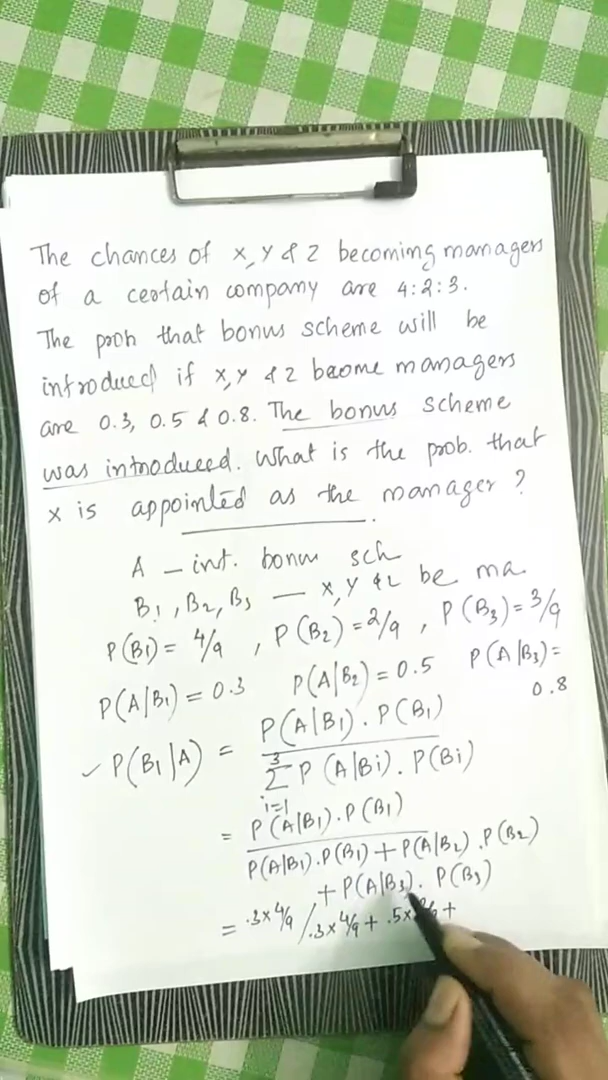 The chances of x, y & z becoming managers
of a certain company are 4:2:3.
The proh that bonus scheme will be
introduced if x, y & z become managers
are 0.3, 0.5 & 0.8. The bonus scheme
was introduced. What is the prob. that
x is appointed as the manager?
A — int. bonus sch
B₁, B₂, B₃ — x, y & z be ma
P(B₁) = 4/9 , P(B₂) = 2/9 , P(B₃) = 3/9
P(A|B₁) = 0.3 P(A|B₂) = 0.5 P(A|B₃) =
0.8
✓ P(B₁|A) = P(A|B₁). P(B₁)
3
Σ P(A|Bi). P(Bi)
i=1
= P(A|B₁). P(B₁)
P(A|B₁). P(B₁) + P(A|B₂). P(B₂)
+ P(A|B₃). P(B₃)
= .3 x 4/9 / .3 x 4/9 + .5 x /9 +